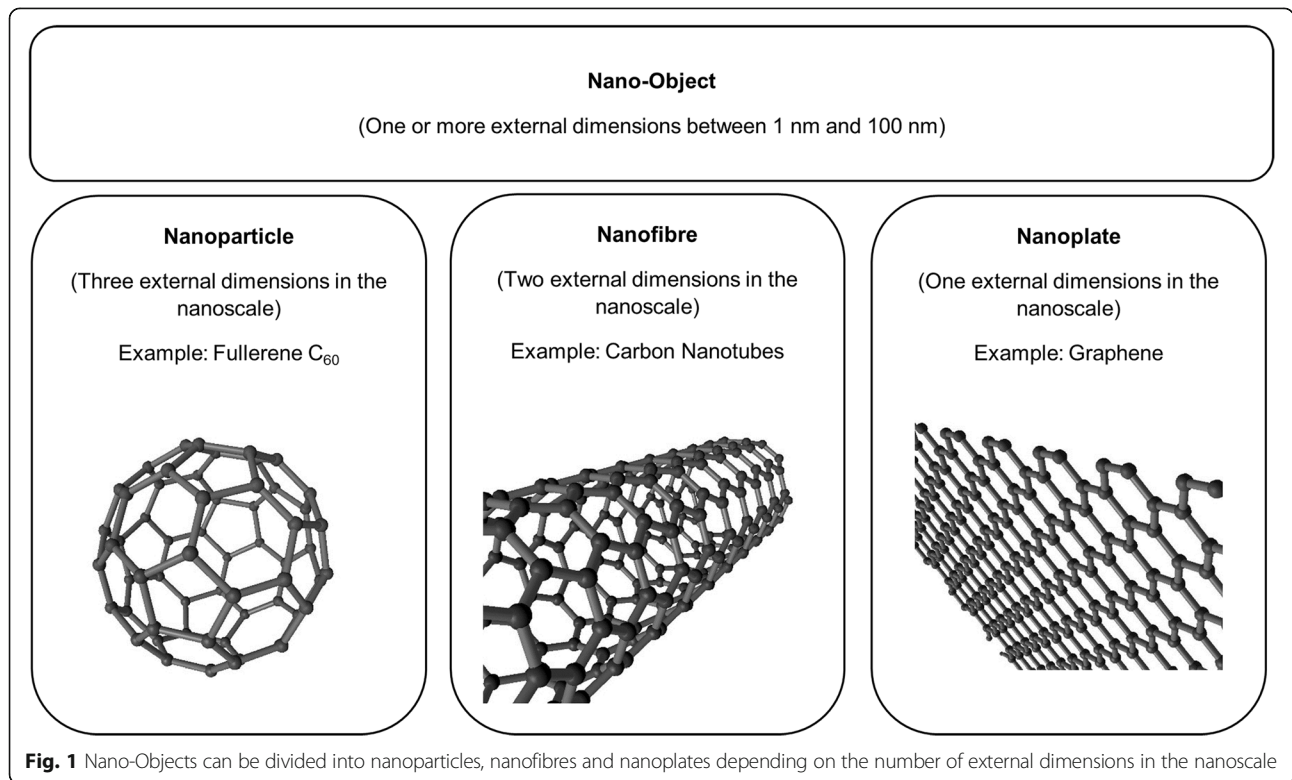 Nano-Object
(One or more external dimensions between 1 nm and 100 nm)
Nanoparticle
(Three external dimensions in the
nanoscale)
Example: Fullerene C₆₀
Nanofibre
(Two external dimensions in the
nanoscale)
Example: Carbon Nanotubes
Nanoplate
(One external dimensions in the
nanoscale)
Example: Graphene
Fig. 1 Nano-Objects can be divided into nanoparticles, nanofibres and nanoplates depending on the number of external dimensions in the nanoscale